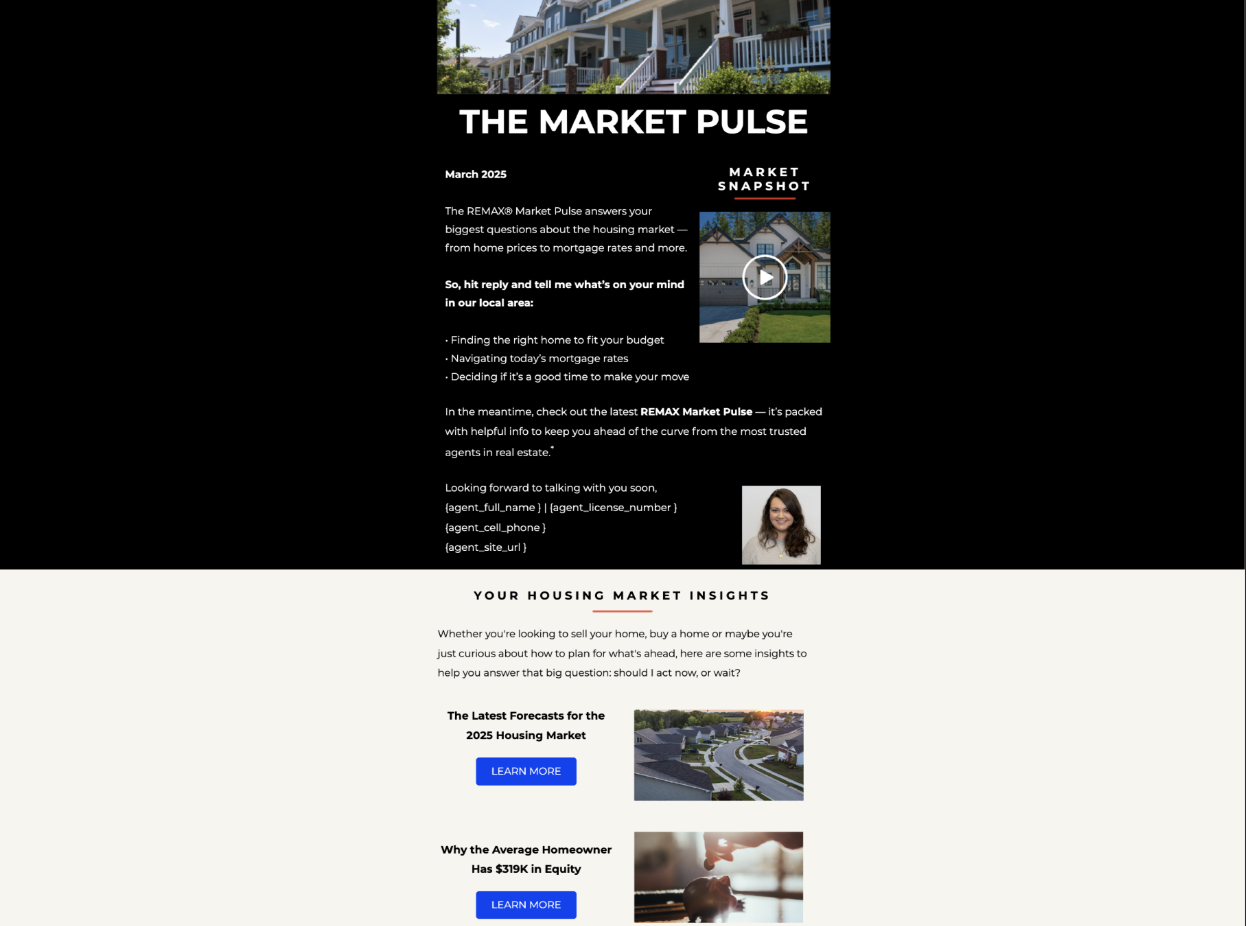 THE MARKET PULSE
March 2025
MARKET
SNAPSHOT
The REMAX® Market Pulse answers your
biggest questions about the housing market —
from home prices to mortgage rates and more.
So, hit reply and tell me what’s on your mind
in our local area:
• Finding the right home to fit your budget
• Navigating today’s mortgage rates
• Deciding if it’s a good time to make your move
In the meantime, check out the latest REMAX Market Pulse — it’s packed
with helpful info to keep you ahead of the curve from the most trusted
agents in real estate.*
Looking forward to talking with you soon,
{agent_full_name } | {agent_license_number }
{agent_cell_phone }
{agent_site_url }
YOUR HOUSING MARKET INSIGHTS
Whether you're looking to sell your home, buy a home or maybe you're
just curious about how to plan for what's ahead, here are some insights to
help you answer that big question: should I act now, or wait?
The Latest Forecasts for the
2025 Housing Market
LEARN MORE
Why the Average Homeowner
Has $319K in Equity
LEARN MORE